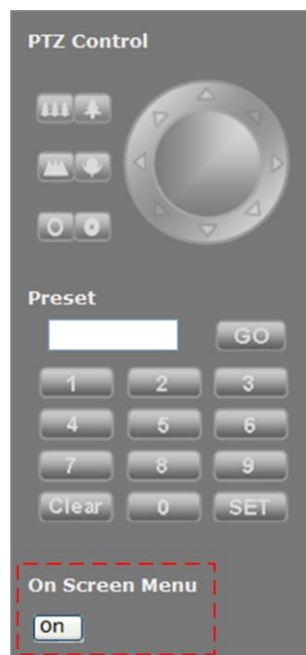 PTZ Control
Preset
GO
1 2 3
4 5 6
7 8 9
Clear 0 SET
On Screen Menu
On